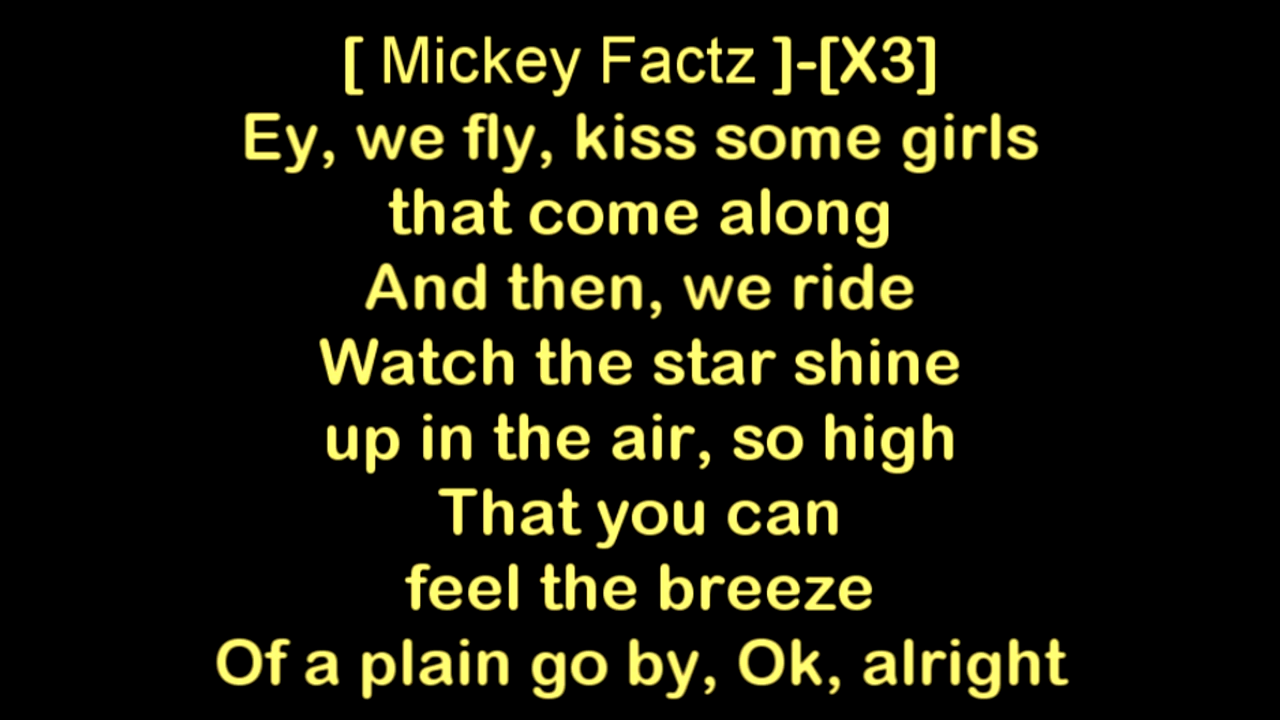 [ Mickey Factz ]-[X3]
Ey, we fly, kiss some girls
that come along
And then, we ride
Watch the star shine
up in the air, so high
That you can
feel the breeze
Of a plain go by, Ok, alright